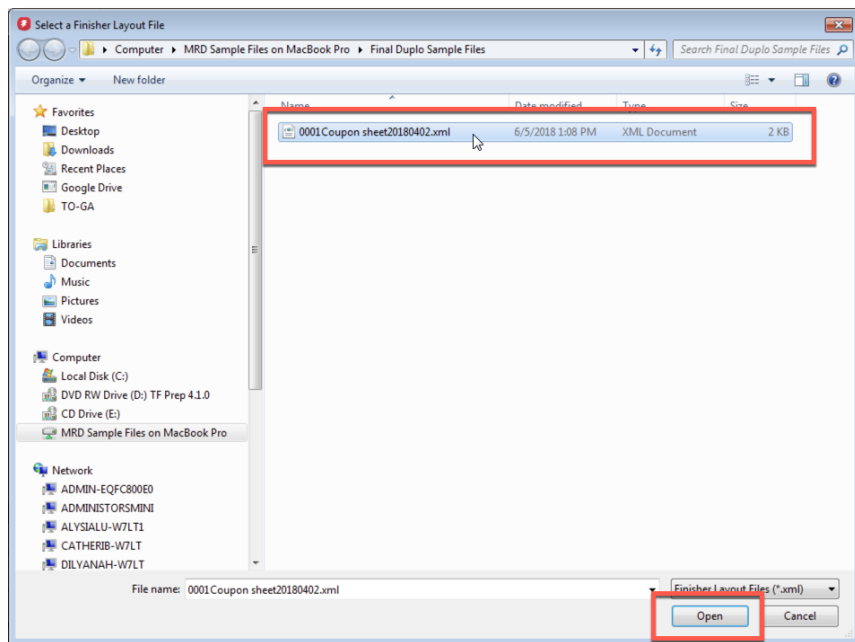 Select a Finisher Layout File
Computer MRD Sample Files on MacBook Pro Final Duplo Sample Files
Search Final Duplo Sample Files
Organize New folder
Name Date modified Type Size
0001Coupon sheet20180402.xml 6/5/2018 1:08 PM XML Document 2 KB
Favorites
Desktop
Downloads
Recent Places
Google Drive
TO-GA
Libraries
Documents
Music
Pictures
Videos
Computer
Local Disk (C:)
DVD RW Drive (D:) TF Prep 4.1.0
CD Drive (E:)
MRD Sample Files on MacBook Pro
Network
ADMIN-EQFC800E0
ADMINISTORSMINI
ALYSIALU-W7LT1
CATHERIB-W7LT
DILYANAH-W7LT
File name: 0001Coupon sheet20180402.xml Finisher Layout Files (*.xml)
Open Cancel